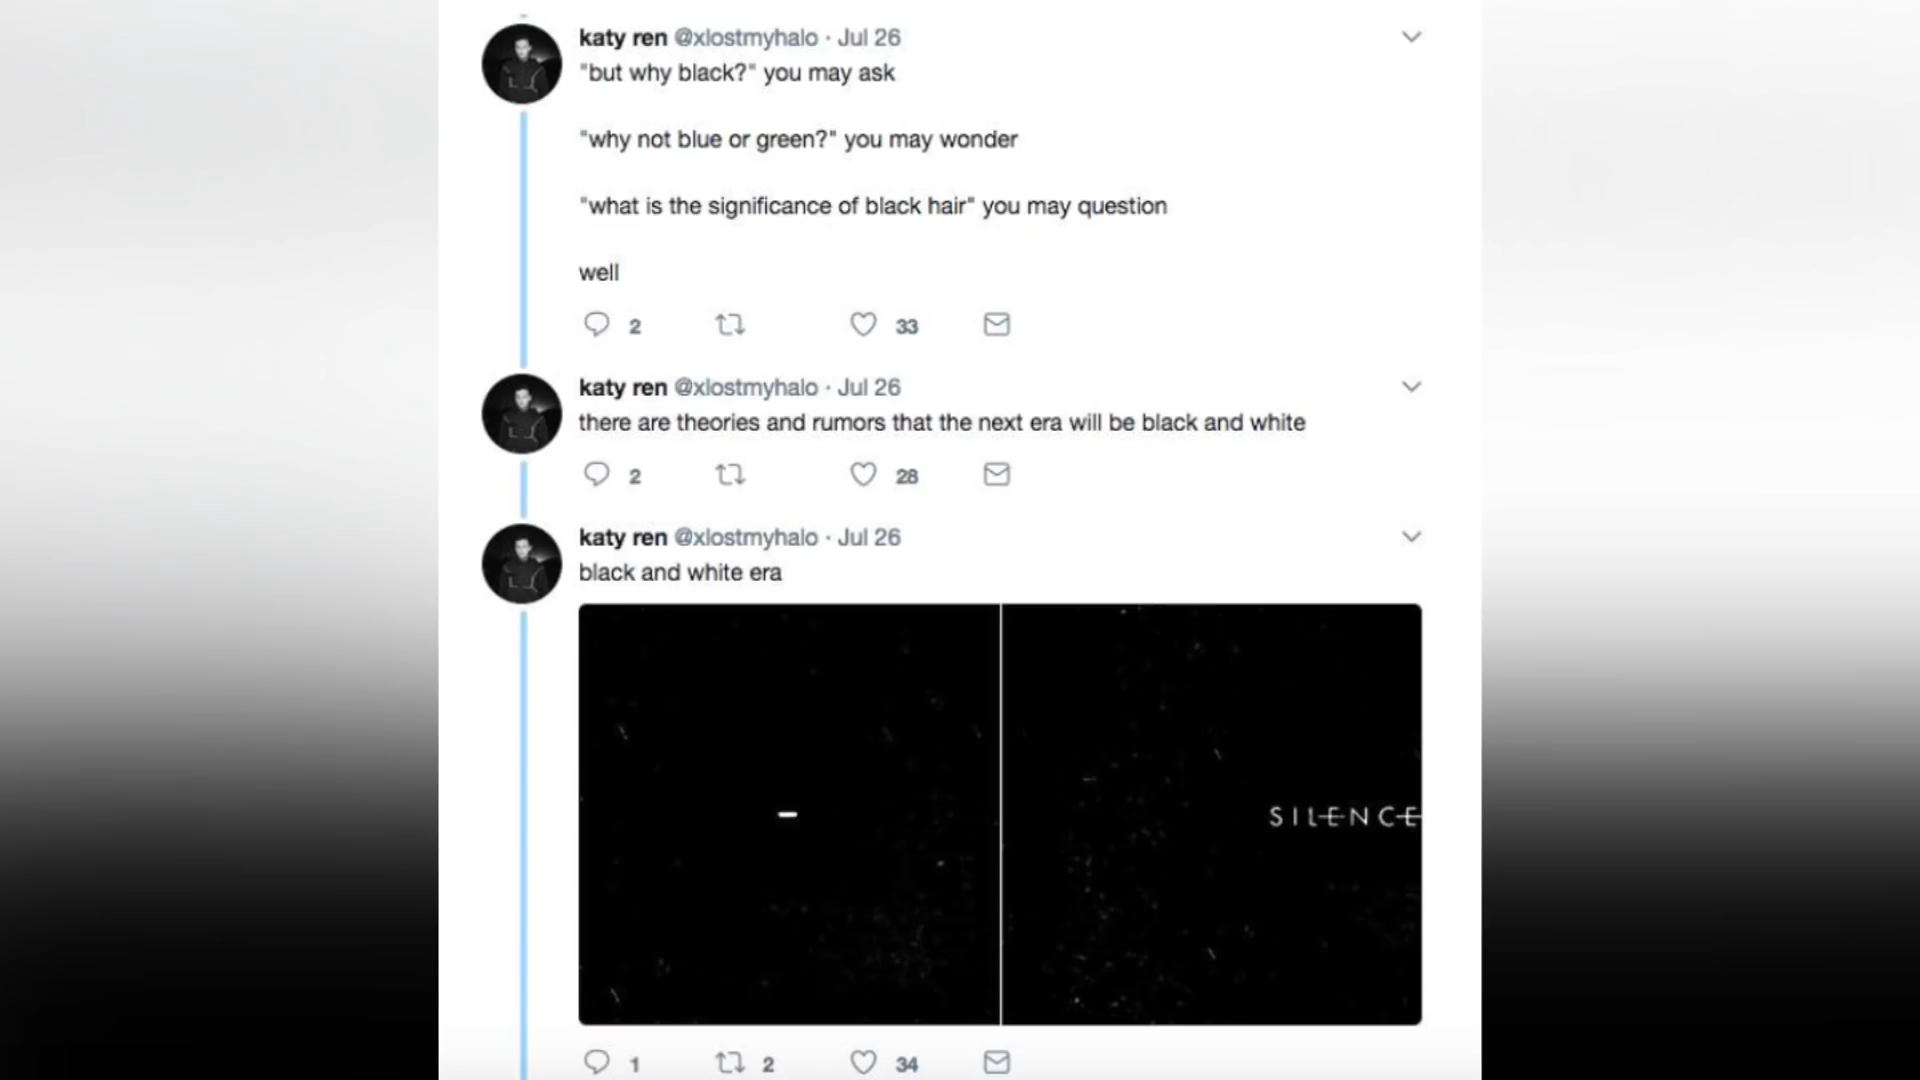 katy ren @xlostmyhalo · Jul 26
"but why black?" you may ask
"why not blue or green?" you may wonder
"what is the significance of black hair" you may question
well
2 33
katy ren @xlostmyhalo · Jul 26
there are theories and rumors that the next era will be black and white
2 28
katy ren @xlostmyhalo · Jul 26
black and white era
SILENCE
1 2 34